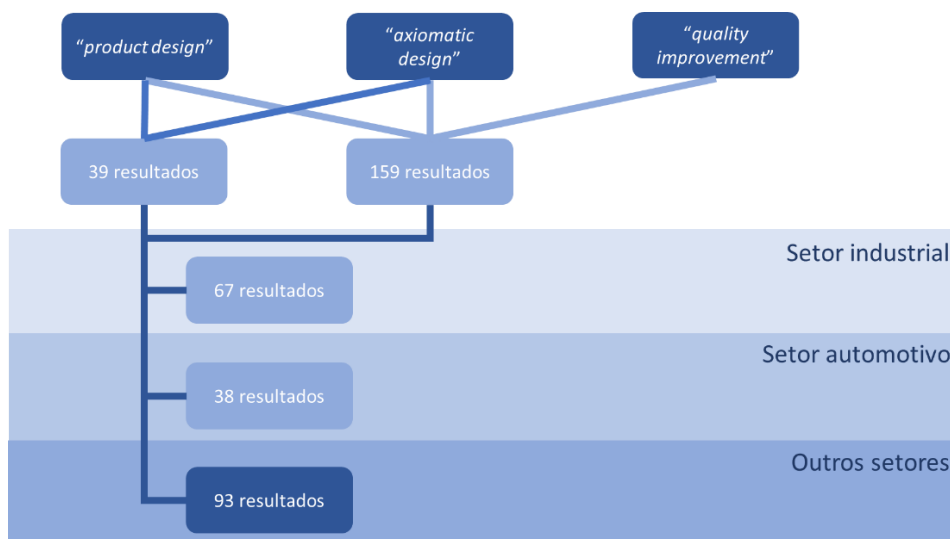 “product design”
“axiomatic
design”
“quality
improvement”
39 resultados
159 resultados
Setor industrial
67 resultados
Setor automotivo
38 resultados
Outros setores
93 resultados